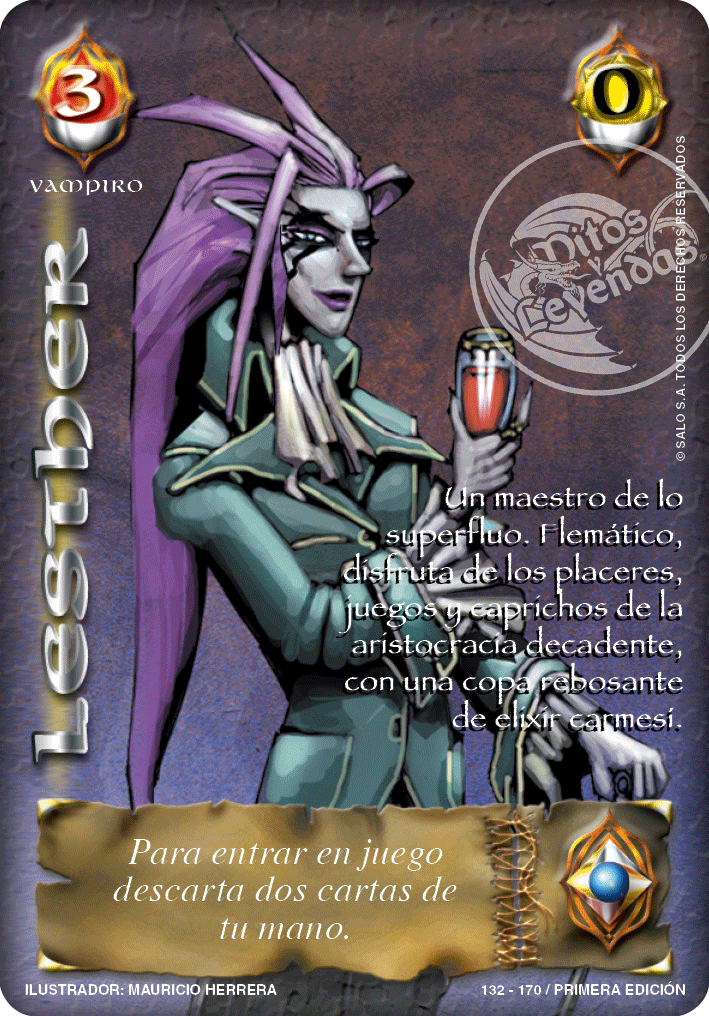 3
0
VAMPIRO
Lesther
Mitos
y
Leyendas
®
© SALO S.A. TODOS LOS DERECHOS RESERVADOS
Un maestro de lo
superfluo. Flemático,
disfruta de los placeres,
juegos y caprichos de la
aristocracia decadente,
con una copa rebosante
de elixir carmesí.
Para entrar en juego
descarta dos cartas de
tu mano.
ILUSTRADOR: MAURICIO HERRERA
132 - 170 / PRIMERA EDICIÓN